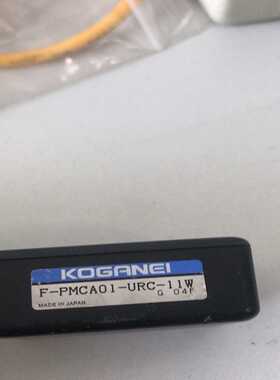 KOGANEI
F-PMCA01-URC-11W
G 04F
MADE IN JAPAN